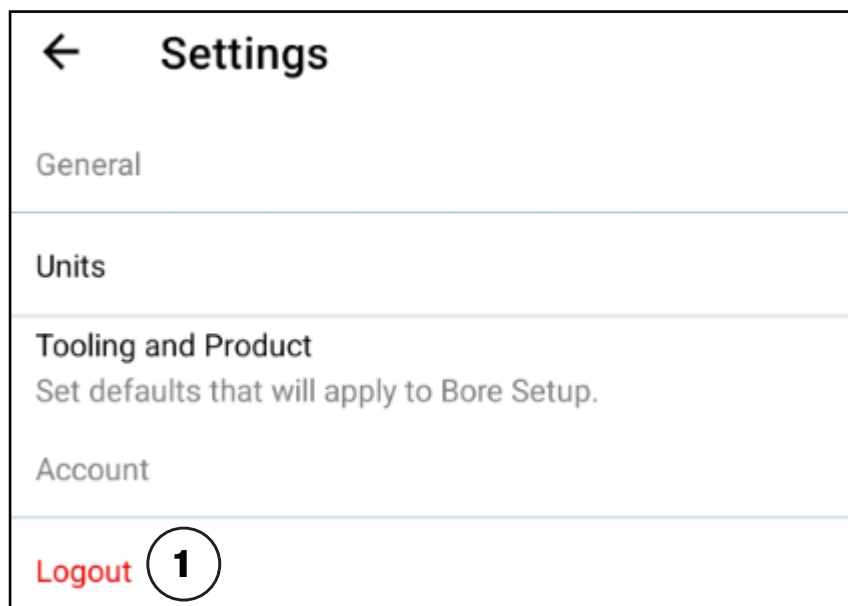 Settings
General
Units
Tooling and Product
Set defaults that will apply to Bore Setup.
Account
Logout 1